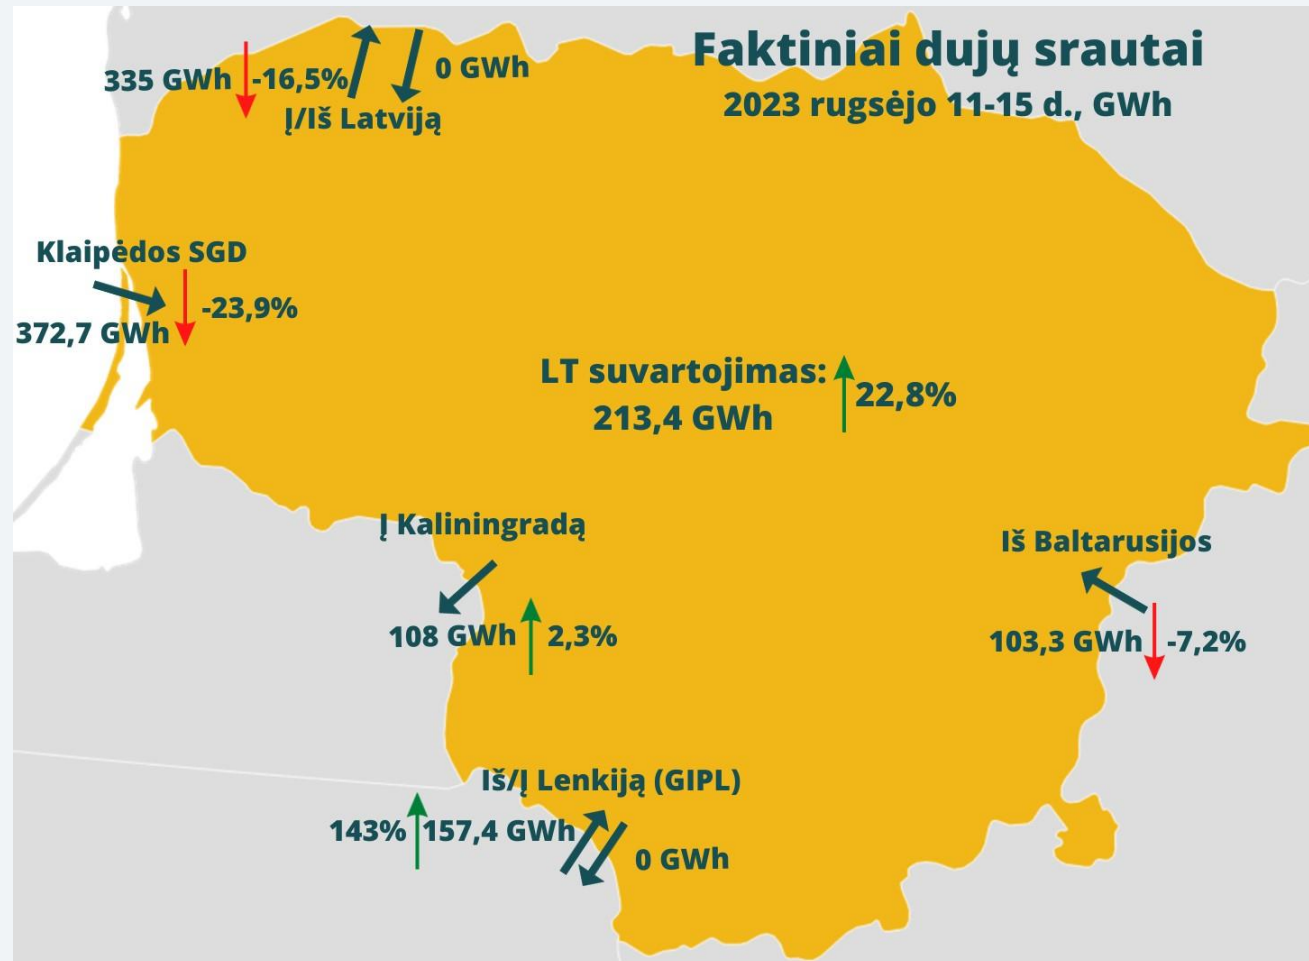 Faktiniai dujų srautai
2023 rugsėjo 11-15 d., GWh
335 GWh -16,5% 0 GWh
Į/Iš Latviją
Klaipėdos SGD
-23,9%
372,7 GWh
LT suvartojimas:
213,4 GWh
22,8%
Į Kaliningradą
108 GWh 2,3%
Iš Baltarusijos
103,3 GWh -7,2%
Iš/Į Lenkiją (GIPL)
143% 157,4 GWh
0 GWh